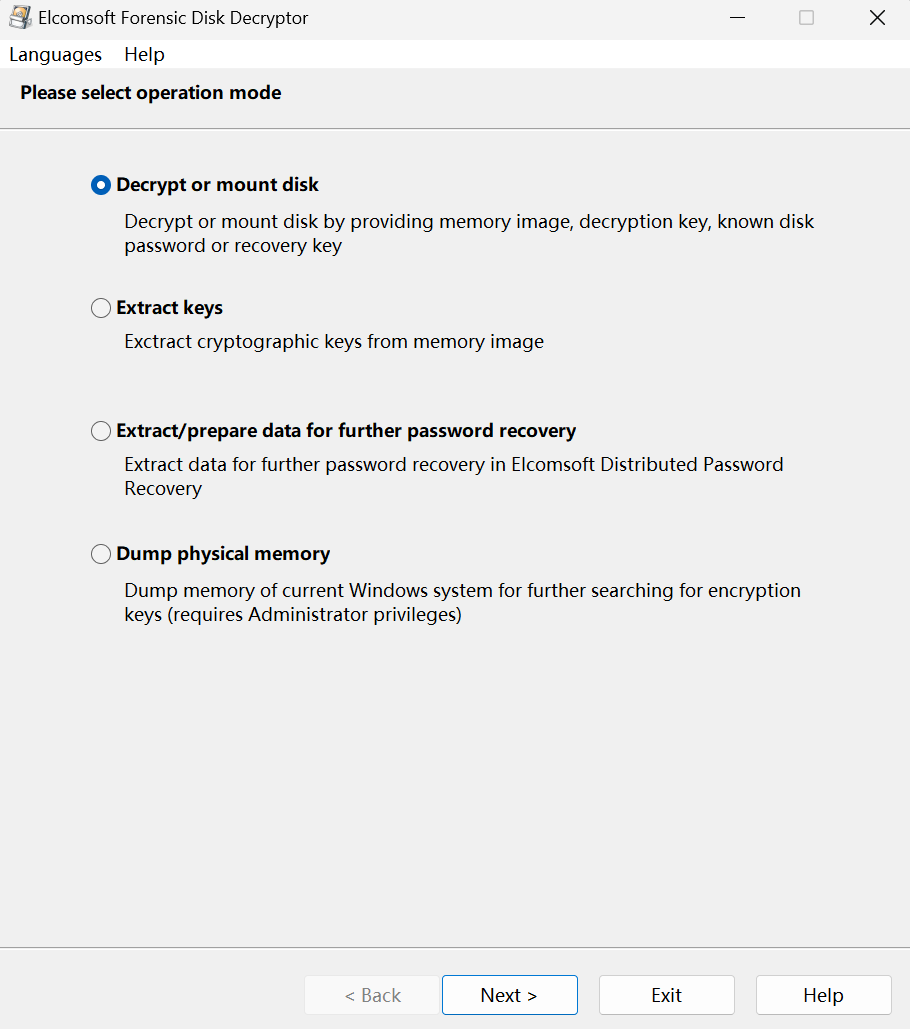 Elcomsoft Forensic Disk Decryptor
Languages Help
Please select operation mode
Decrypt or mount disk
Decrypt or mount disk by providing memory image, decryption key, known disk
password or recovery key
Extract keys
Exctract cryptographic keys from memory image
Extract/prepare data for further password recovery
Extract data for further password recovery in Elcomsoft Distributed Password
Recovery
Dump physical memory
Dump memory of current Windows system for further searching for encryption
keys (requires Administrator privileges)
< Back Next > Exit Help